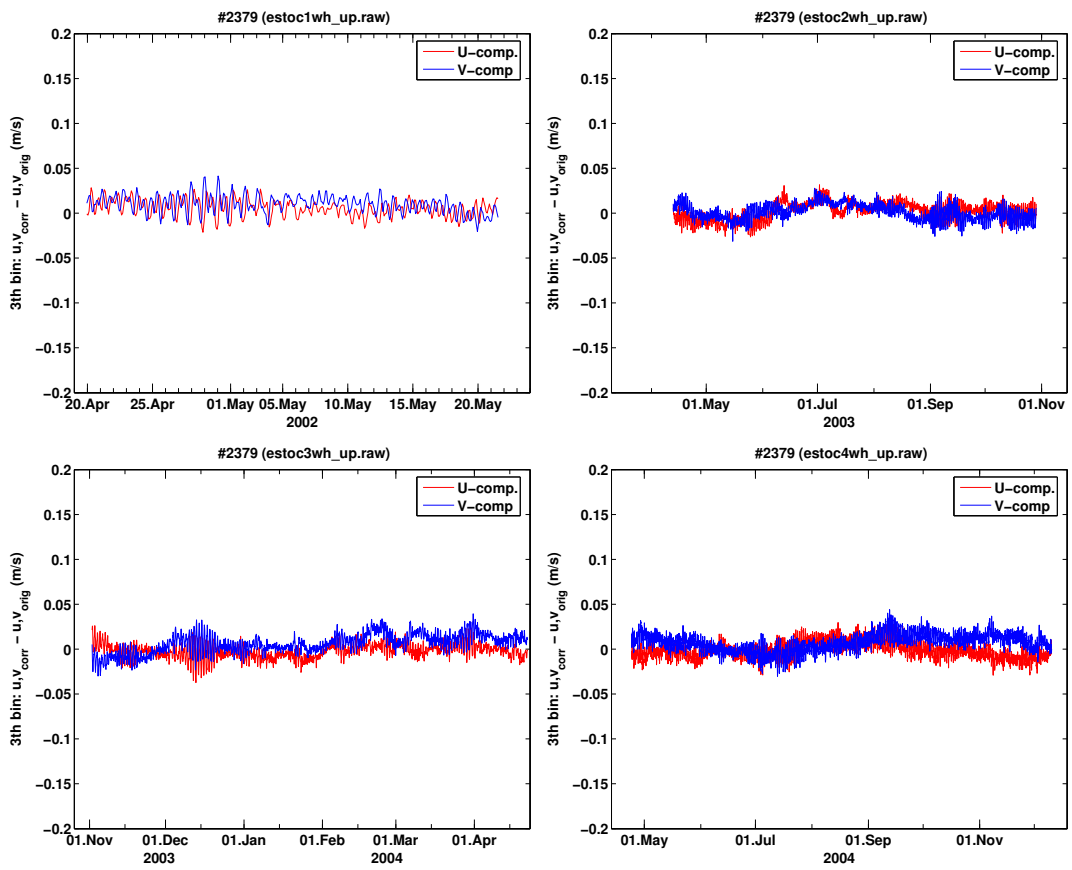 #2379 (estoc1wh_up.raw)
0.2
0.15
0.1
0.05
0
−0.05
−0.1
−0.15
−0.2
3th bin: u,v_corr − u,v_orig (m/s)
U−comp.
V−comp
20.Apr 25.Apr 01.May 05.May 10.May 15.May 20.May
2002
#2379 (estoc2wh_up.raw)
0.2
0.15
0.1
0.05
0
−0.05
−0.1
−0.15
−0.2
3th bin: u,v_corr − u,v_orig (m/s)
U−comp.
V−comp
01.May 01.Jul 01.Sep 01.Nov
2003
#2379 (estoc3wh_up.raw)
0.2
0.15
0.1
0.05
0
−0.05
−0.1
−0.15
−0.2
3th bin: u,v_corr − u,v_orig (m/s)
U−comp.
V−comp
01.Nov 01.Dec 01.Jan 01.Feb 01.Mar 01.Apr
2003 2004
#2379 (estoc4wh_up.raw)
0.2
0.15
0.1
0.05
0
−0.05
−0.1
−0.15
−0.2
3th bin: u,v_corr − u,v_orig (m/s)
U−comp.
V−comp
01.May 01.Jul 01.Sep 01.Nov
2004